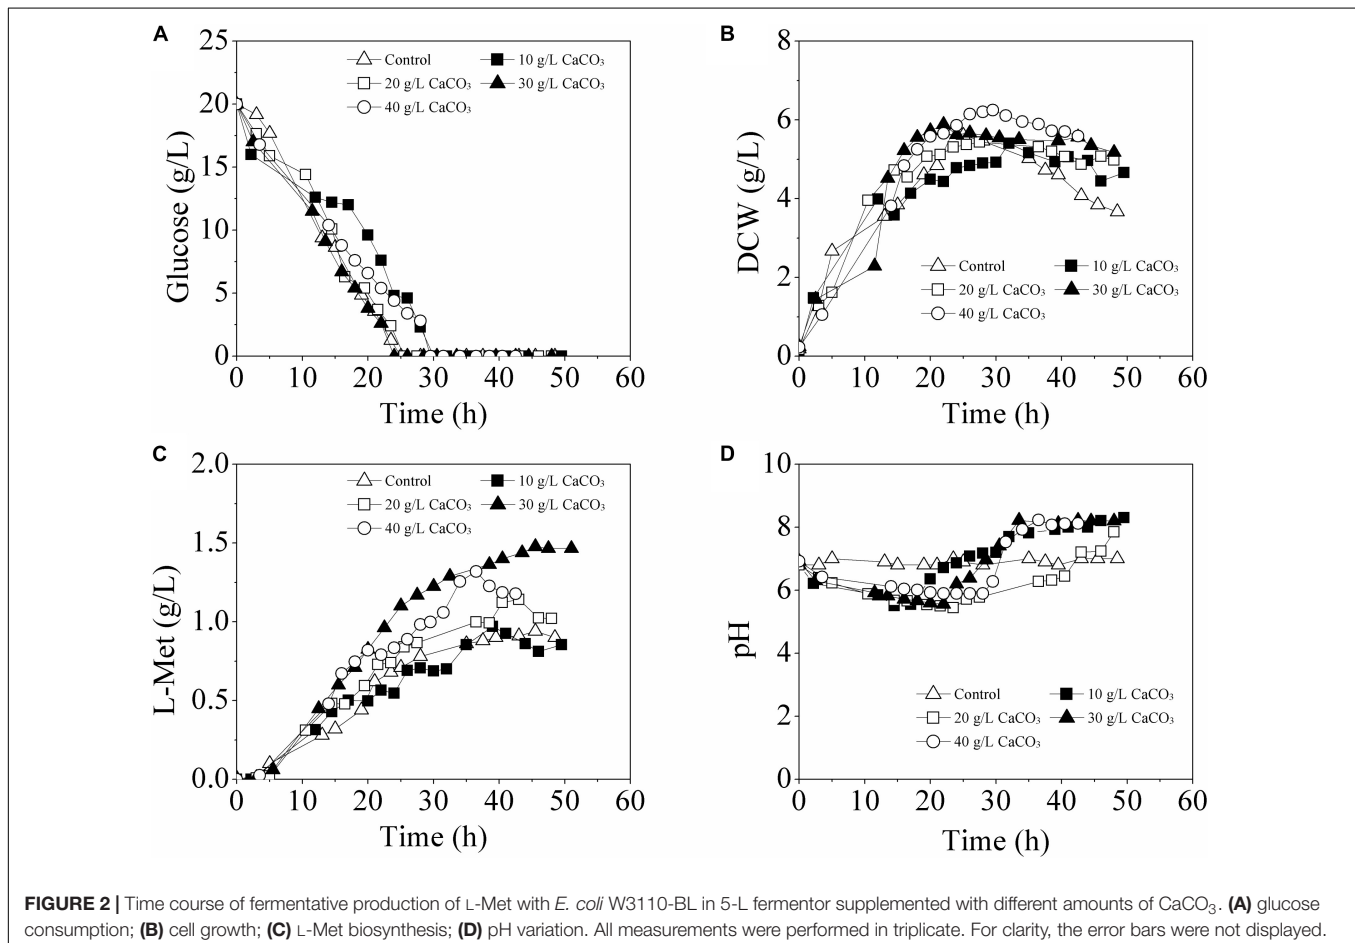 A
25
20
15
10
5
0
Glucose (g/L)
Control
10 g/L CaCO₃
20 g/L CaCO₃
30 g/L CaCO₃
40 g/L CaCO₃
0 10 20 30 40 50 60
Time (h)
B
8
6
4
2
0
DCW (g/L)
Control
10 g/L CaCO₃
20 g/L CaCO₃
30 g/L CaCO₃
40 g/L CaCO₃
0 10 20 30 40 50 60
Time (h)
C
2.0
1.5
1.0
0.5
0.0
L-Met (g/L)
Control
10 g/L CaCO₃
20 g/L CaCO₃
30 g/L CaCO₃
40 g/L CaCO₃
0 10 20 30 40 50 60
Time (h)
D
10
8
6
4
2
0
pH
Control
10 g/L CaCO₃
20 g/L CaCO₃
30 g/L CaCO₃
40 g/L CaCO₃
0 10 20 30 40 50 60
Time (h)
FIGURE 2 | Time course of fermentative production of L-Met with E. coli W3110-BL in 5-L fermentor supplemented with different amounts of CaCO₃. (A) glucose
consumption; (B) cell growth; (C) L-Met biosynthesis; (D) pH variation. All measurements were performed in triplicate. For clarity, the error bars were not displayed.